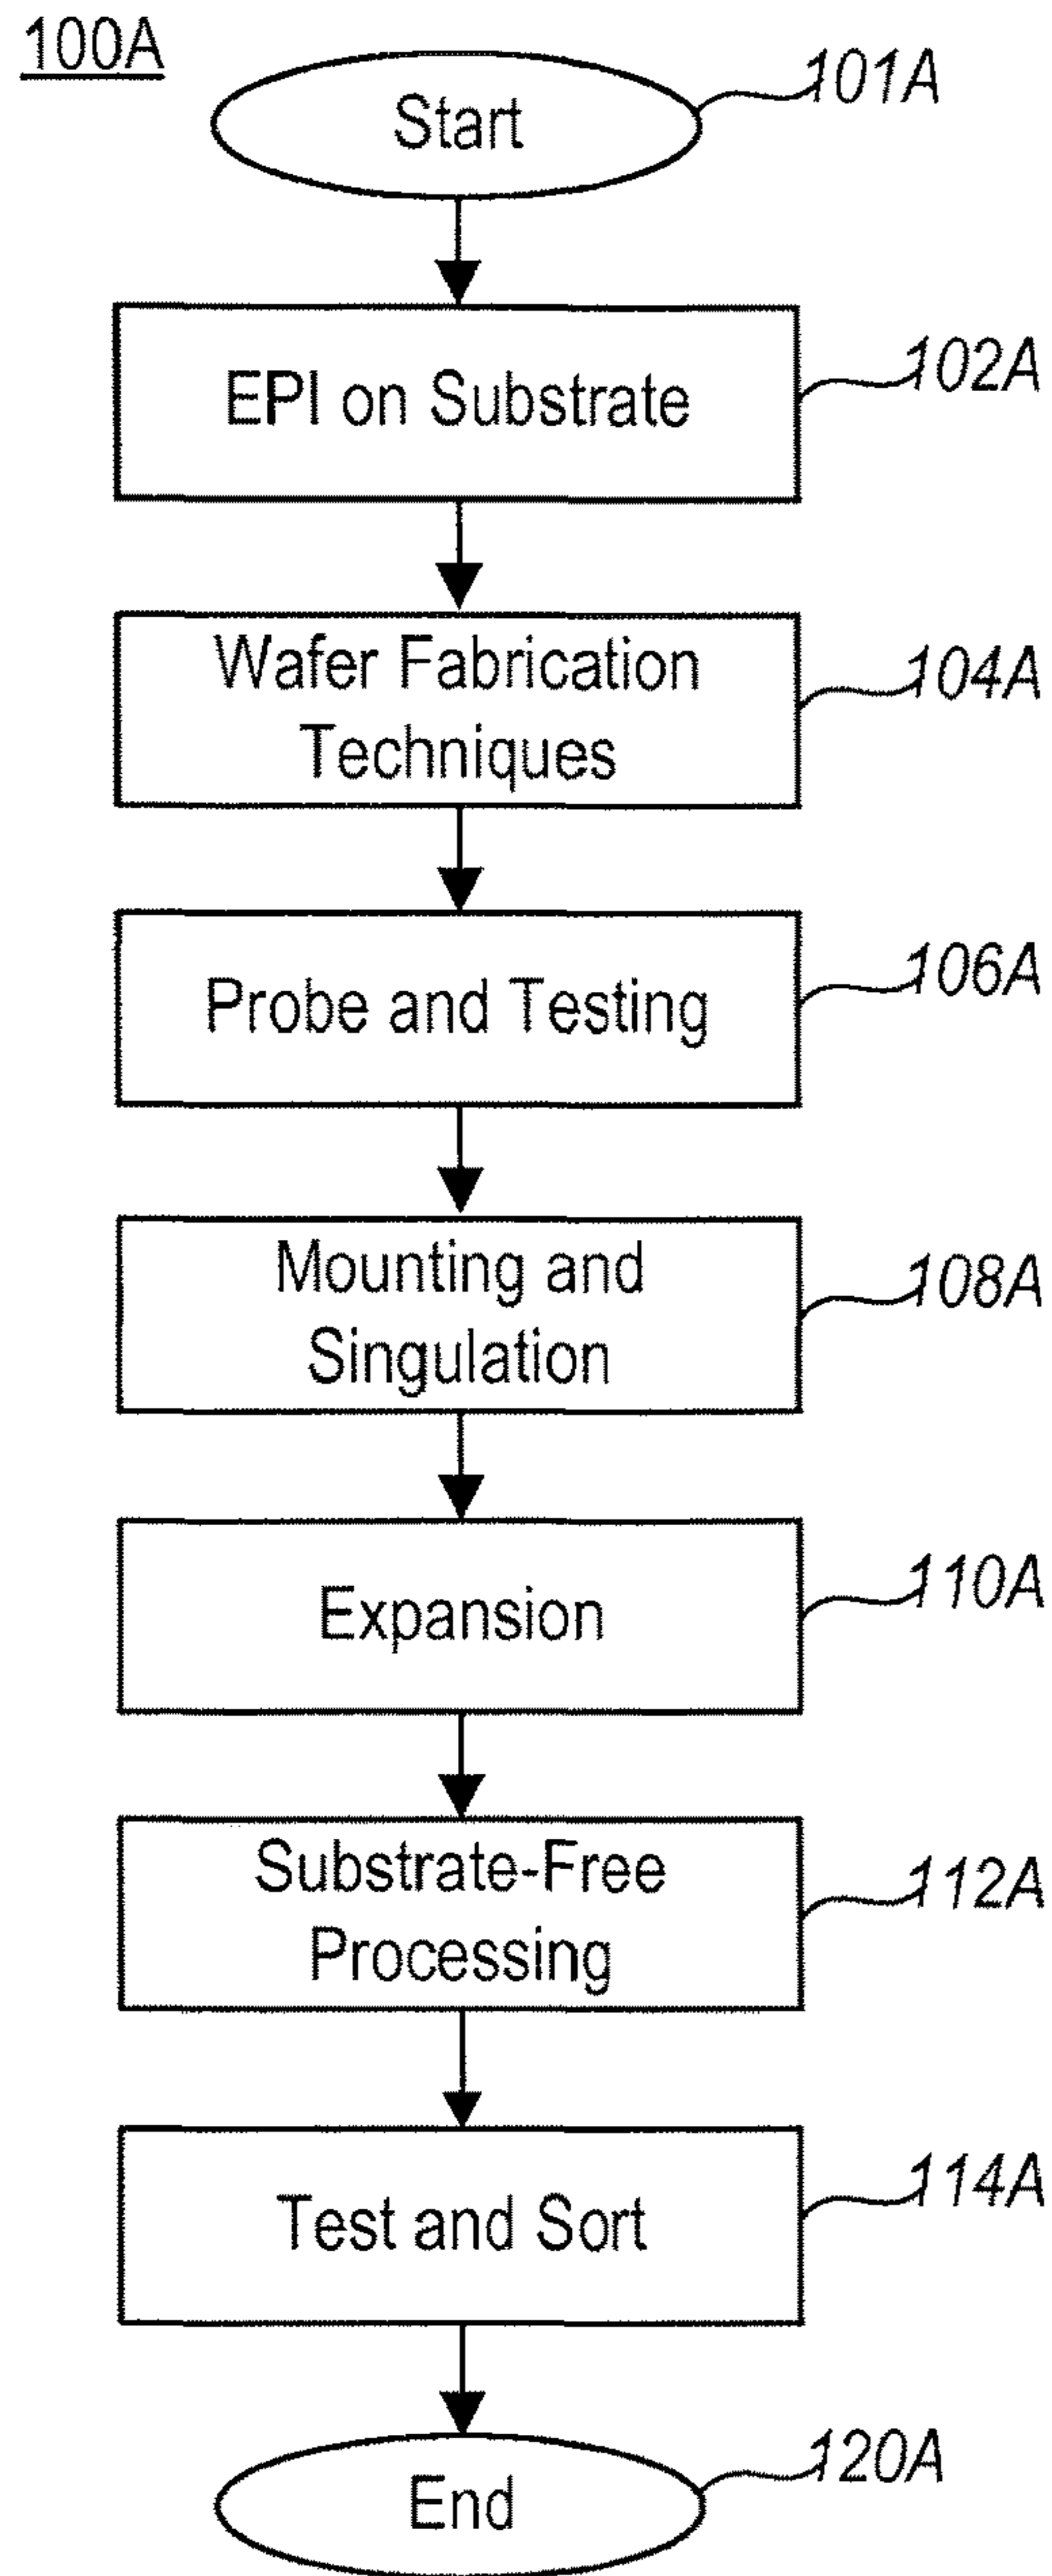 100A
Start
101A
EPI on Substrate
102A
Wafer Fabrication
Techniques
104A
Probe and Testing
106A
Mounting and
Singulation
108A
Expansion
110A
Substrate-Free
Processing
112A
Test and Sort
114A
End
120A